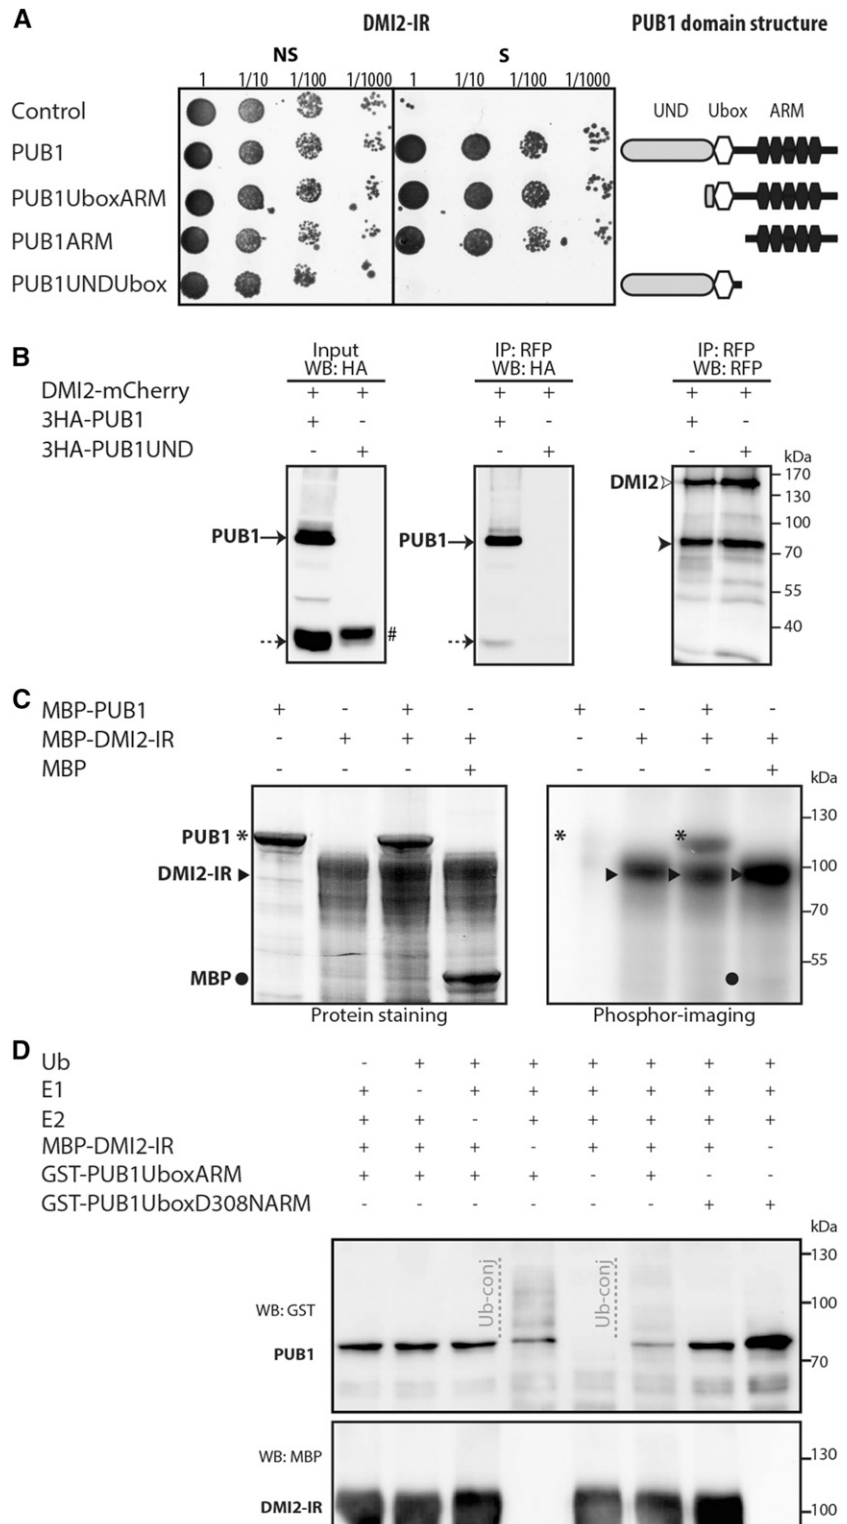 A
DMI2-IR PUB1 domain structure
NS S
1 1/10 1/100 1/1000 1 1/10 1/100 1/1000
Control
UND Ubox ARM
PUB1
PUB1UboxARM
PUB1ARM
PUB1UNDUbox
B
Input IP: RFP IP: RFP
WB: HA WB: HA WB: RFP
DMI2-mCherry + + + + + +
3HA-PUB1 + - + - + -
3HA-PUB1UND - + - + - +
kDa
DMI2 170
130
100
PUB1 PUB1
70
55
40
#
C
MBP-PUB1 + - + - + - + -
MBP-DMI2-IR - + + + - + + +
MBP - - - + - - - +
kDa
130
PUB1 * * *
100
DMI2-IR
70
55
MBP
Protein staining Phosphor-imaging
D
Ub - + + + + + + +
E1 + - + + + + + +
E2 + + - + + + + +
MBP-DMI2-IR + + + - + + + -
GST-PUB1UboxARM + + + + - + - -
GST-PUB1UboxD308NARM - - - - - - + +
kDa
130
Ub-conj Ub-conj
100
WB: GST
PUB1
70
WB: MBP 130
DMI2-IR 100